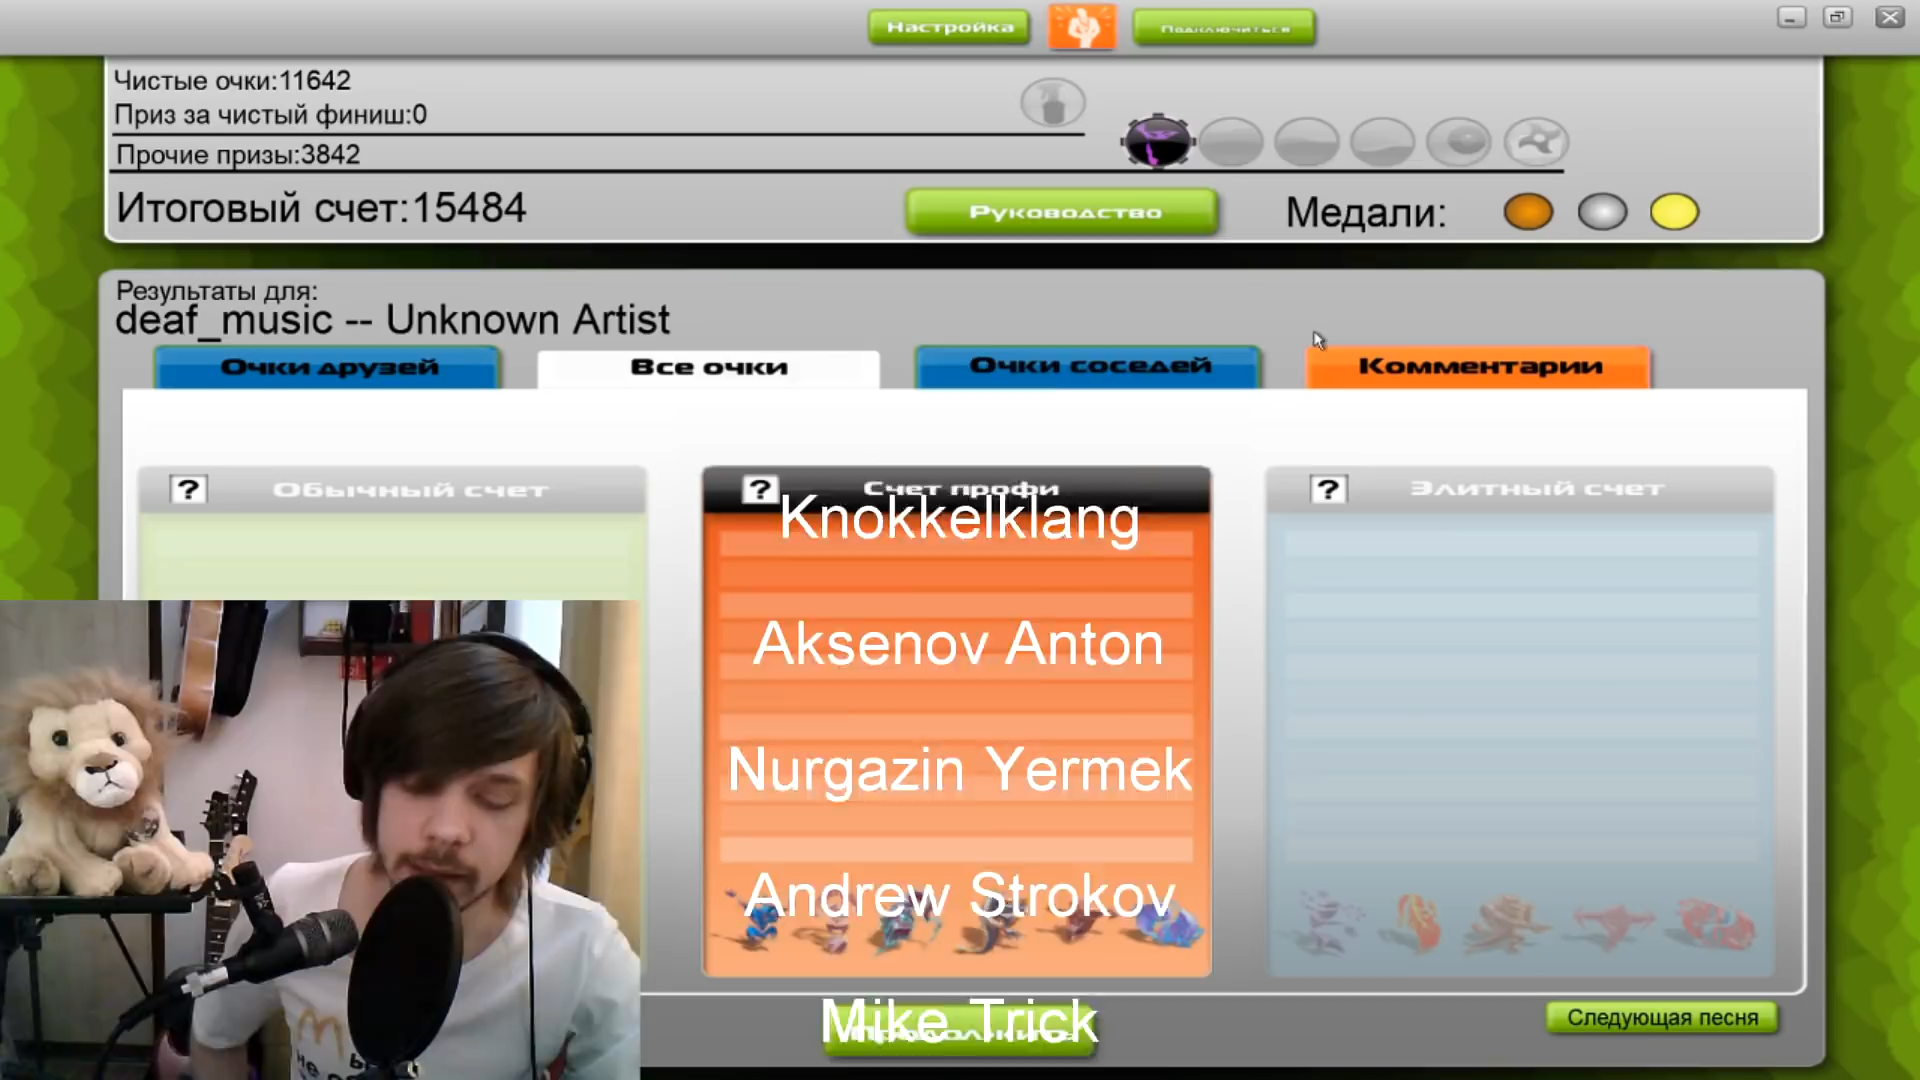 Настройка
Подключиться
Чистые очки:11642
Приз за чистый финиш:0
Прочие призы:3842
Итоговый счет:15484
Руководство
Медали:
Результаты для:
deaf_music -- Unknown Artist
Очки друзей
Все очки
Очки соседей
Комментарии
? Обычный счет
? Счет профи
? Элитный счет
Knokkelklang
Aksenov Anton
Nurgazin Yermek
Andrew Strokov
Mike Trick
Следующая песня